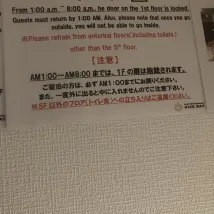 From 1:00 a.m. ~ 8:00 a.m. he door on the 1st floor is locked.
Guests must return by 1:00 AM. Also, please note that once you go
outside, you will not be able to go inside.
※Please refrain from entering floors(including toilets)
other than the 5th floor.
【注意】
AM1:00～AM8:00までは、1Fの扉は施錠されます。
ご宿泊の方は、必ずAM1:00までにお戻りください。
また、一度外に出ると中に入れませんのでご注意下さい。
※5F以外のフロア(トイレ含)への立ち入りはご遠慮ください。